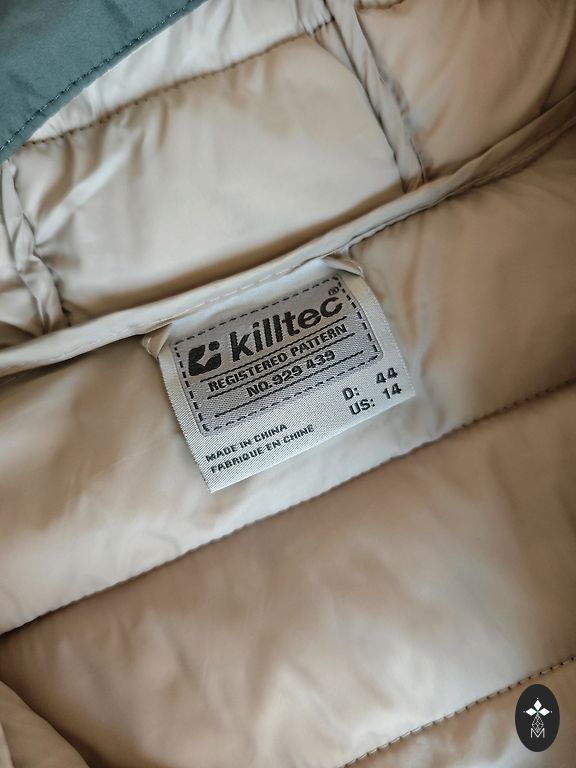 killtec®
REGISTERED PATTERN
NO.929 439
D: 44
US: 14
MADE IN CHINA
FABRIQUE EN CHINE
M